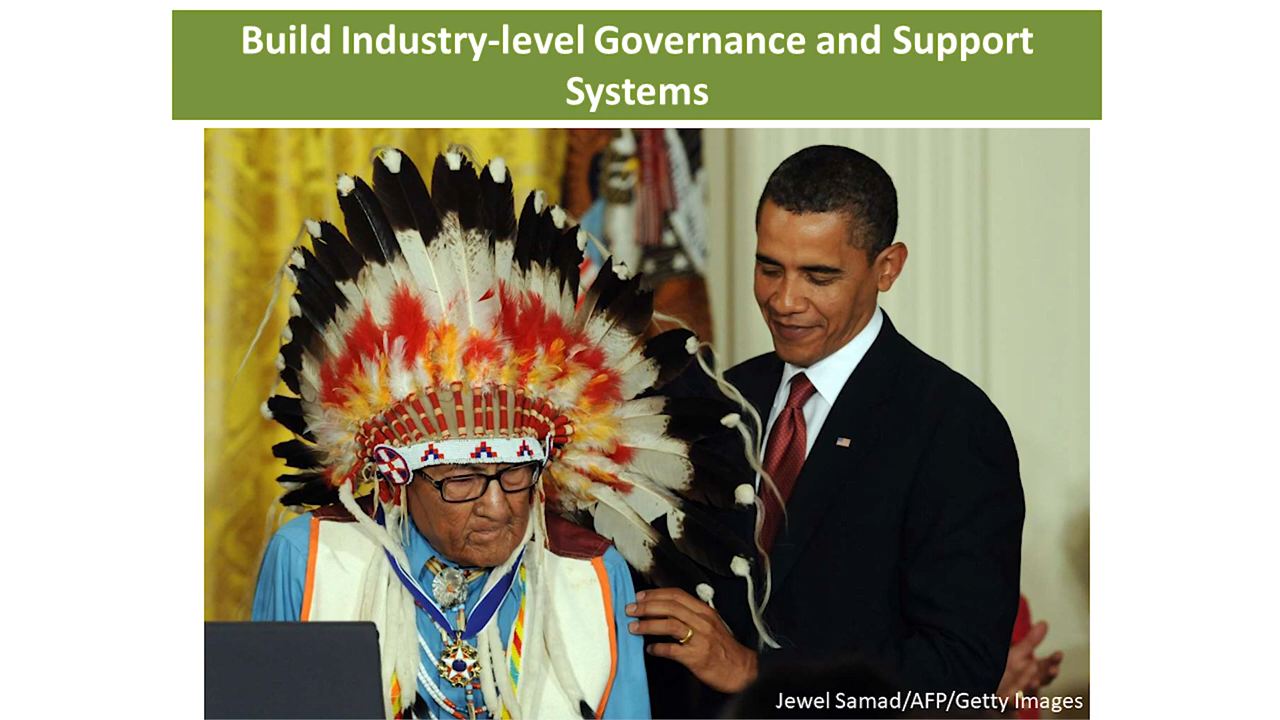 Build Industry-level Governance and Support
Systems
Jewel Samad/AFP/Getty Images